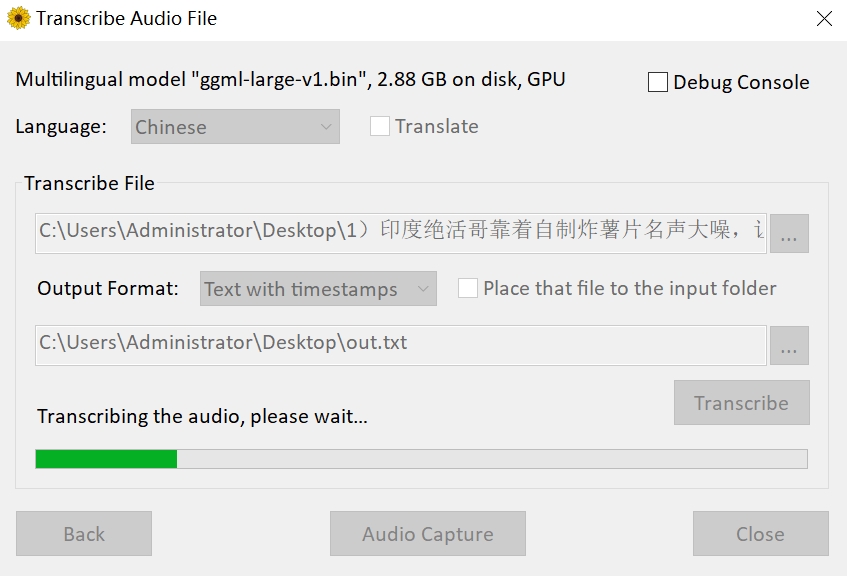 Transcribe Audio File
Multilingual model "ggml-large-v1.bin", 2.88 GB on disk, GPU
Debug Console
Language:
Chinese
Translate
Transcribe File
C:\Users\Administrator\Desktop\1）印度绝活哥靠着自制炸薯片名声大噪，
...
Output Format:
Text with timestamps
Place that file to the input folder
C:\Users\Administrator\Desktop\out.txt
...
Transcribing the audio, please wait...
Transcribe
Back
Audio Capture
Close